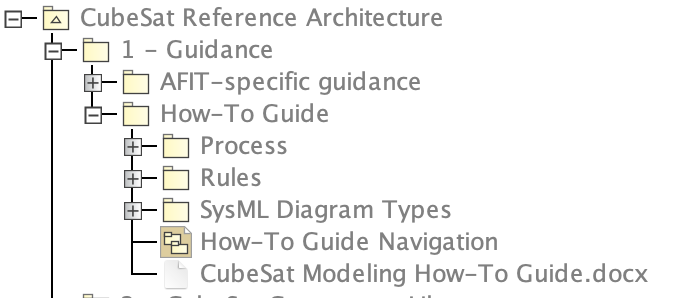 CubeSat Reference Architecture
1 - Guidance
AFIT-specific guidance
How-To Guide
Process
Rules
SysML Diagram Types
How-To Guide Navigation
CubeSat Modeling How-To Guide.docx